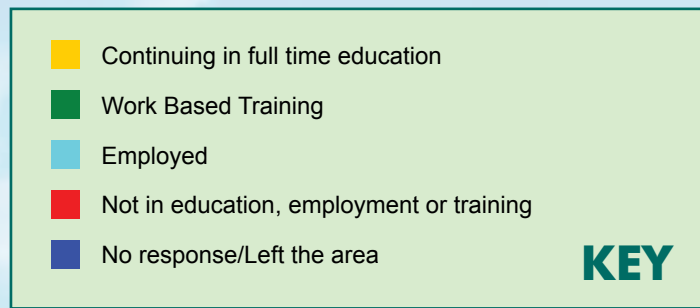 Continuing in full time education
Work Based Training
Employed
Not in education, employment or training
No response/Left the area
KEY